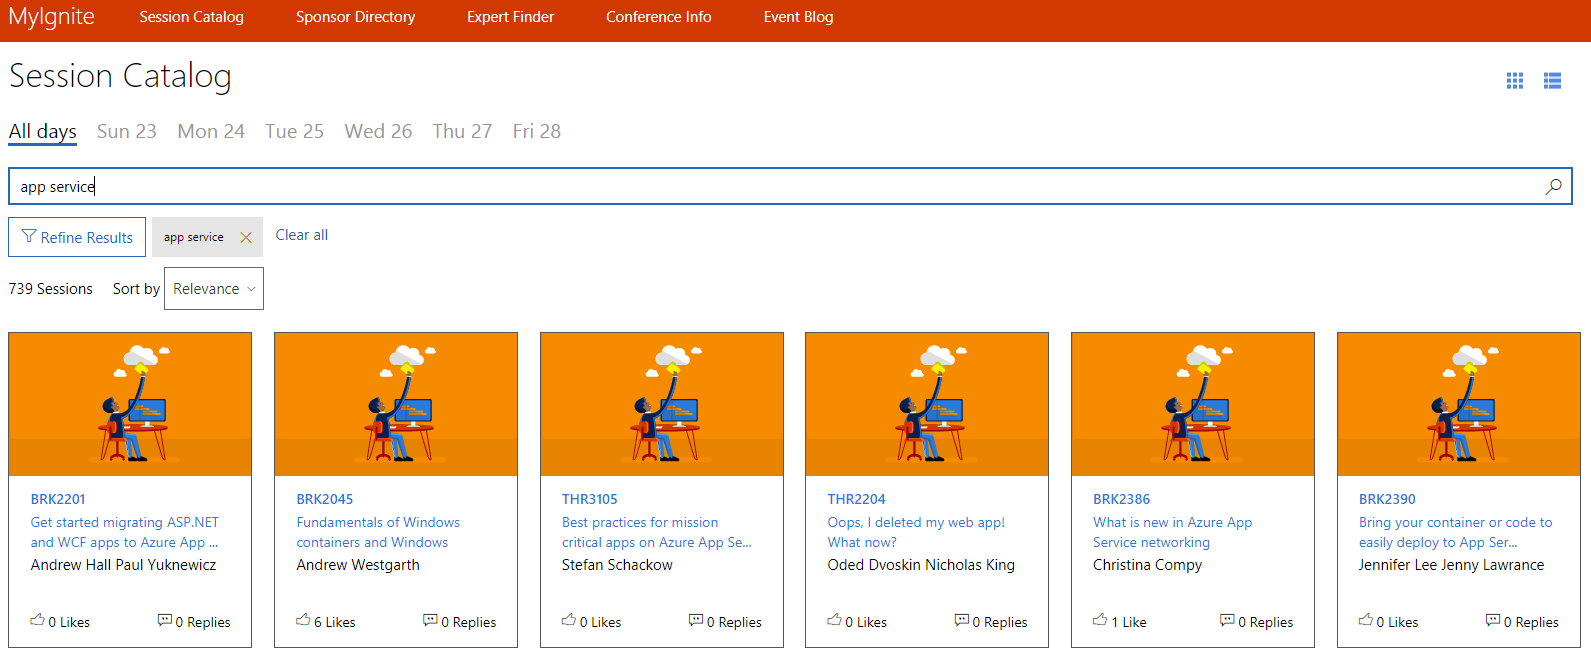 MyIgnite Session Catalog Sponsor Directory Expert Finder Conference Info Event Blog
Session Catalog
All days Sun 23 Mon 24 Tue 25 Wed 26 Thu 27 Fri 28
app service
Refine Results app service Clear all
739 Sessions Sort by Relevance
BRK2201
Get started migrating ASP.NET
and WCF apps to Azure App ...
Andrew Hall Paul Yuknewicz
0 Likes 0 Replies
BRK2045
Fundamentals of Windows
containers and Windows
Andrew Westgarth
6 Likes 0 Replies
THR3105
Best practices for mission
critical apps on Azure App Se...
Stefan Schackow
0 Likes 0 Replies
THR2204
Oops, I deleted my web app!
What now?
Oded Dvoskin Nicholas King
0 Likes 0 Replies
BRK2386
What is new in Azure App
Service networking
Christina Compy
1 Like 0 Replies
BRK2390
Bring your container or code to
easily deploy to App Ser...
Jennifer Lee Jenny Lawrance
0 Likes 0 Replies